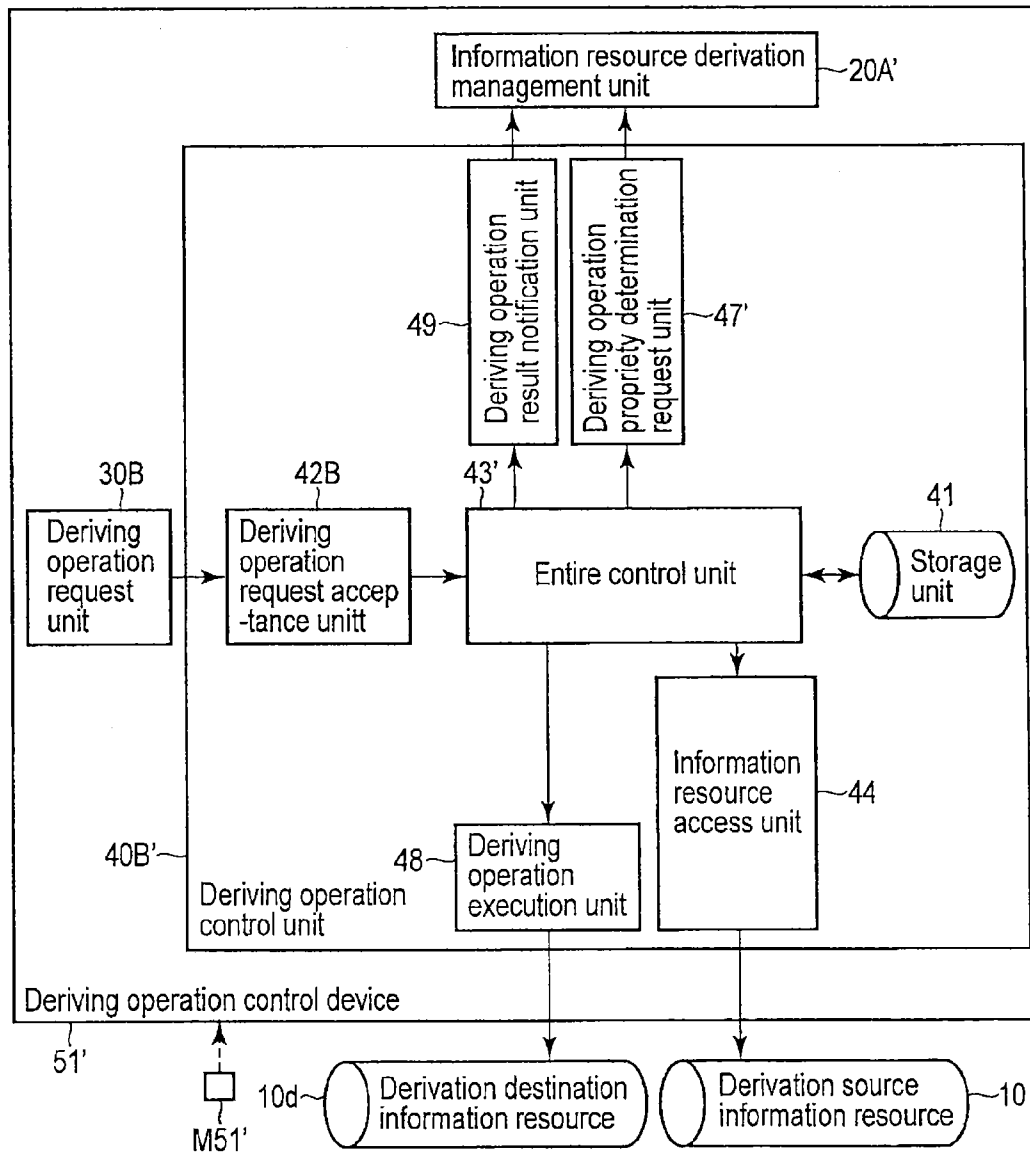 Information resource derivation
management unit
20A'
Deriving operation
result notification unit
49
Deriving operation
propriety determination
request unit
47'
30B
Deriving
operation
request
unit
42B
Deriving
operation
request accep
-tance unitt
43'
Entire control unit
41
Storage
unit
Information
resource
access unit
44
48
Deriving
operation
execution unit
40B'
Deriving operation
control unit
Deriving operation control device
51'
M51'
10d
Derivation destination
information resource
Derivation source
information resource
10